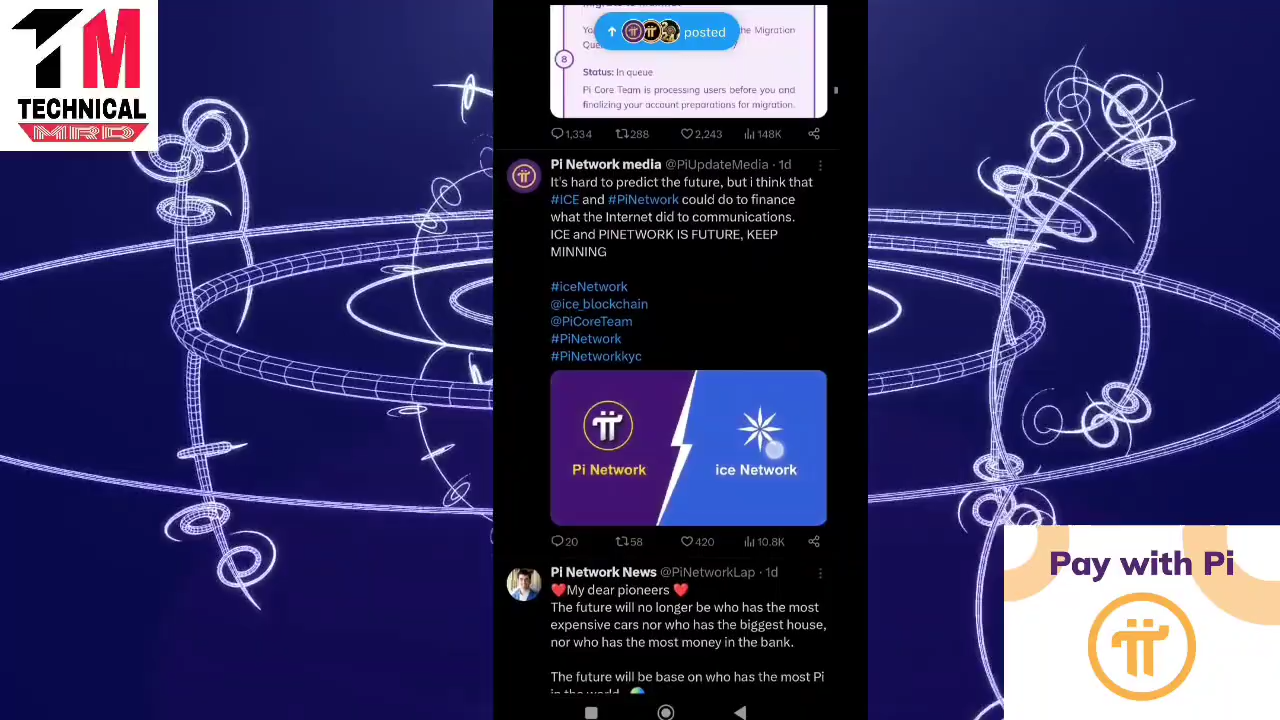 TM
TECHNICAL
MRD
posted
the Migration
8
Status: In queue
Pi Core Team is processing users before you and
finalizing your account preparations for migration.
1,334 288 2,243 148K
Pi Network media @PiUpdateMedia · 1d
It's hard to predict the future, but i think that
#ICE and #PiNetwork could do to finance
what the Internet did to communications.
ICE and PINETWORK IS FUTURE, KEEP
MINNING
#iceNetwork
@ice_blockchain
@PiCoreTeam
#PiNetwork
#PiNetworkkyc
Pi Network
ice Network
20 58 420 10.8K
Pi Network News @PiNetworkLap · 1d
❤️My dear pioneers ❤️
The future will no longer be who has the most
expensive cars nor who has the biggest house,
nor who has the most money in the bank.
The future will be base on who has the most Pi
in the world
Pay with Pi